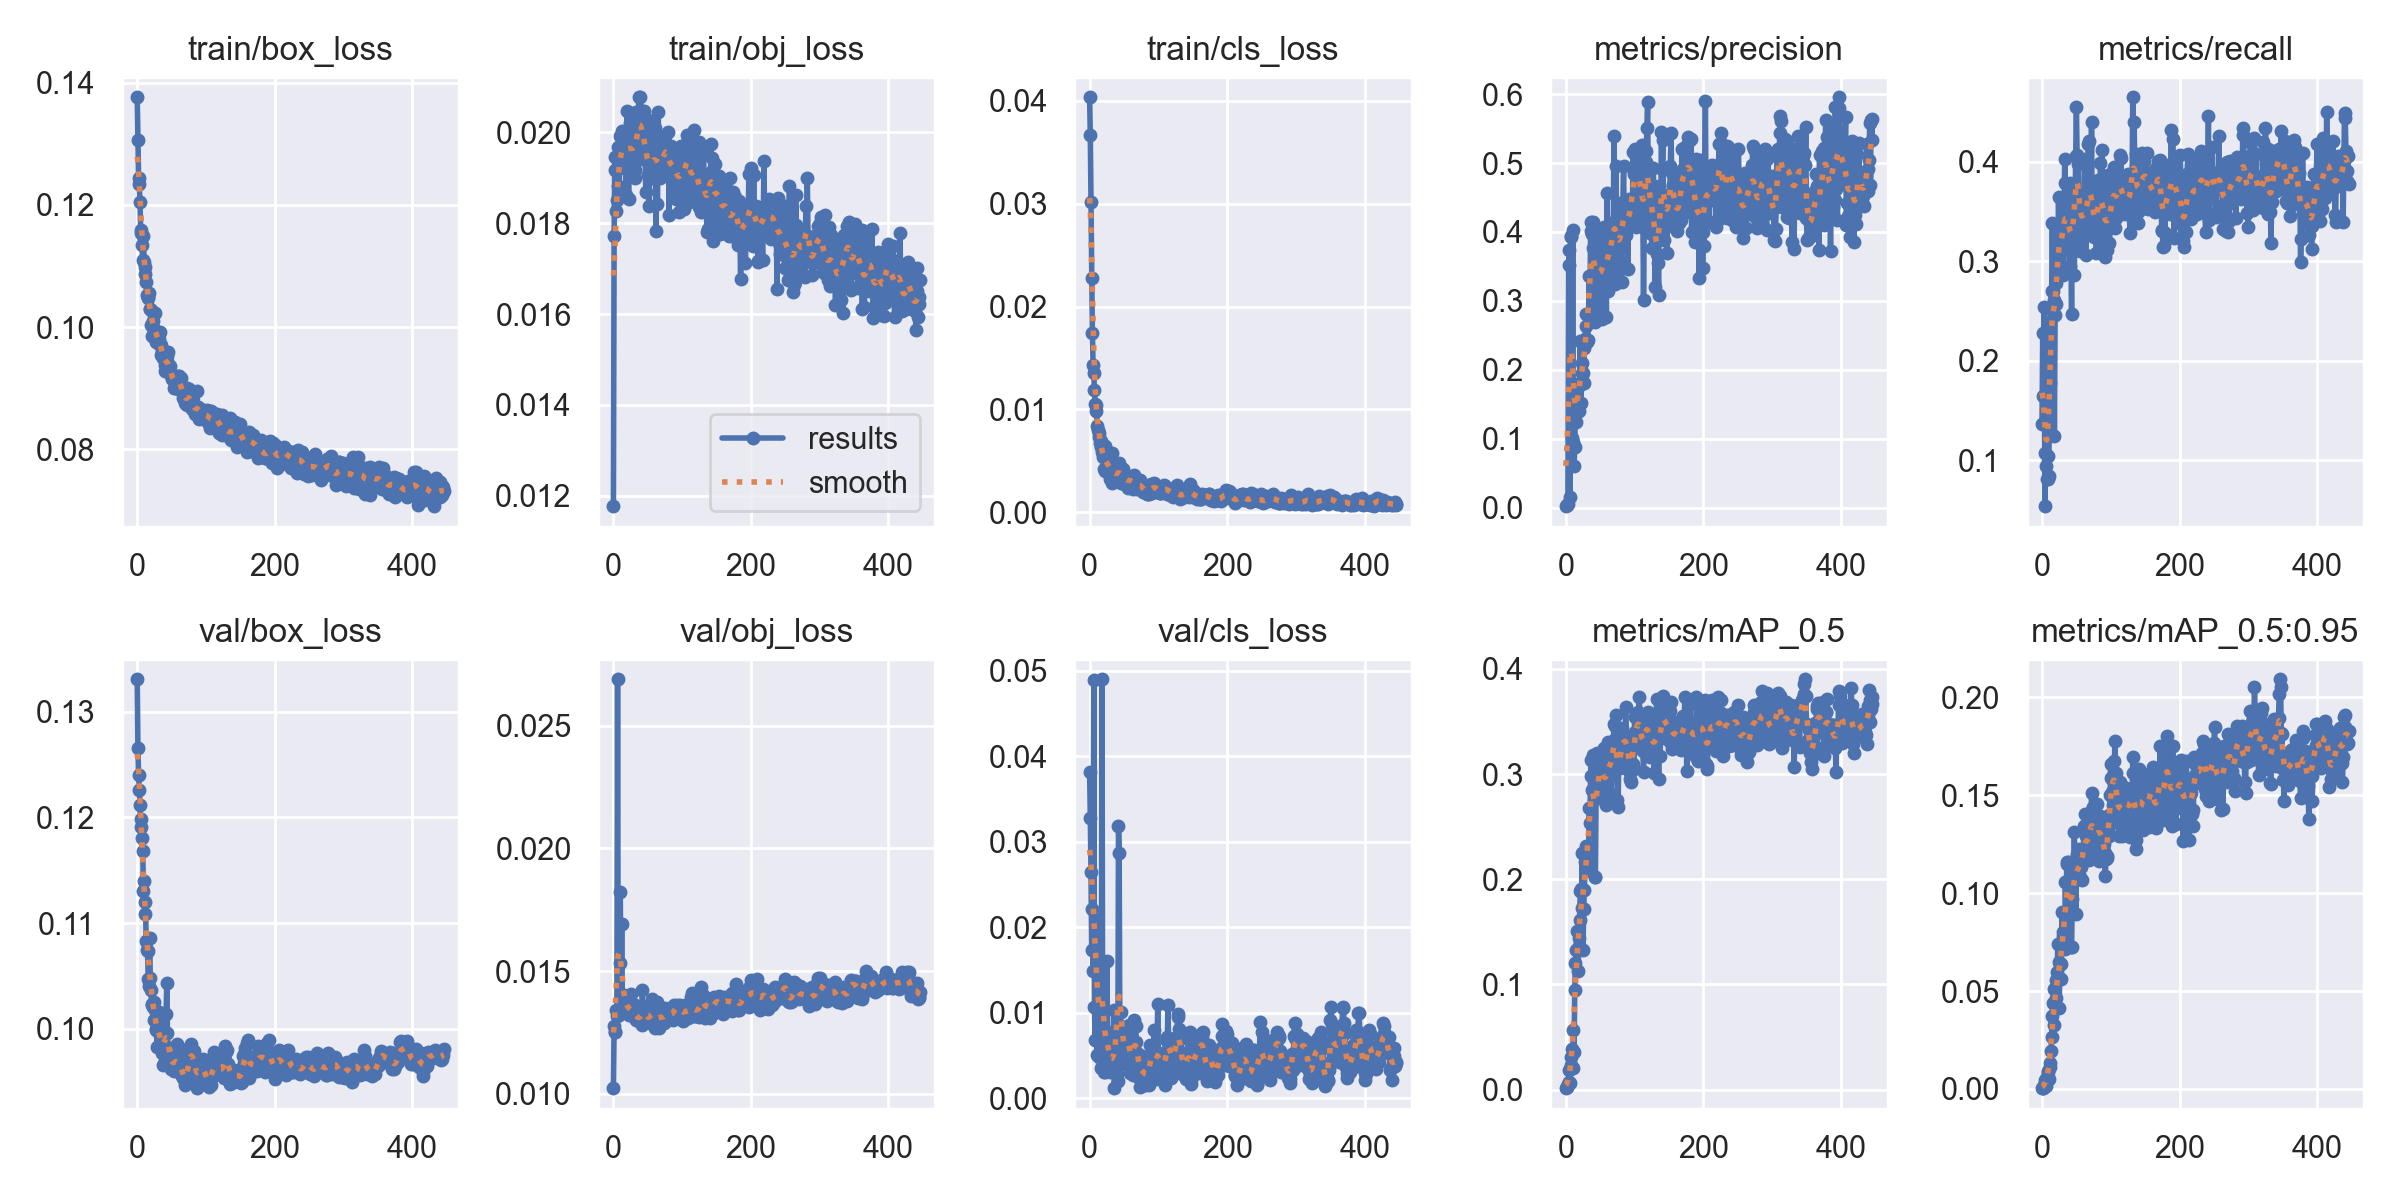 train/box_loss
0.14
0.12
0.10
0.08
0 200 400
train/obj_loss
0.020
0.018
0.016
0.014
0.012
results
smooth
0 200 400
train/cls_loss
0.04
0.03
0.02
0.01
0.00
0 200 400
metrics/precision
0.6
0.5
0.4
0.3
0.2
0.1
0.0
0 200 400
metrics/recall
0.4
0.3
0.2
0.1
0 200 400
val/box_loss
0.13
0.12
0.11
0.10
0 200 400
val/obj_loss
0.025
0.020
0.015
0.010
0 200 400
val/cls_loss
0.05
0.04
0.03
0.02
0.01
0.00
0 200 400
metrics/mAP_0.5
0.4
0.3
0.2
0.1
0.0
0 200 400
metrics/mAP_0.5:0.95
0.20
0.15
0.10
0.05
0.00
0 200 400